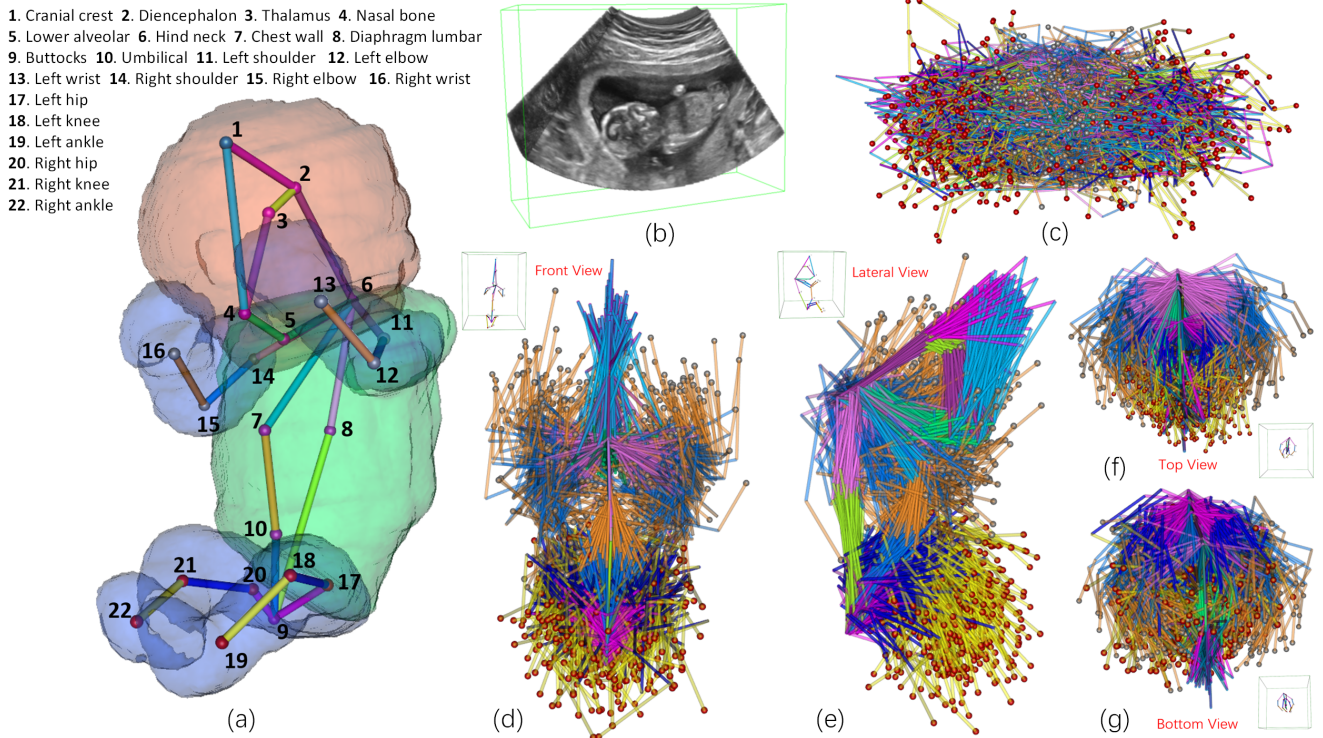 1. Cranial crest 2. Diencephalon 3. Thalamus 4. Nasal bone
5. Lower alveolar 6. Hind neck 7. Chest wall 8. Diaphragm lumbar
9. Buttocks 10. Umbilical 11. Left shoulder 12. Left elbow
13. Left wrist 14. Right shoulder 15. Right elbow 16. Right wrist
17. Left hip
18. Left knee
19. Left ankle
20. Right hip
21. Right knee
22. Right ankle
1
2
3
13
6
4
5
11
16
14
12
15
7
8
10
21
18
20
17
22
9
19
(a)
(b)
(c)
Front View
(d)
Lateral View
(e)
(f)
Top View
(g)
Bottom View